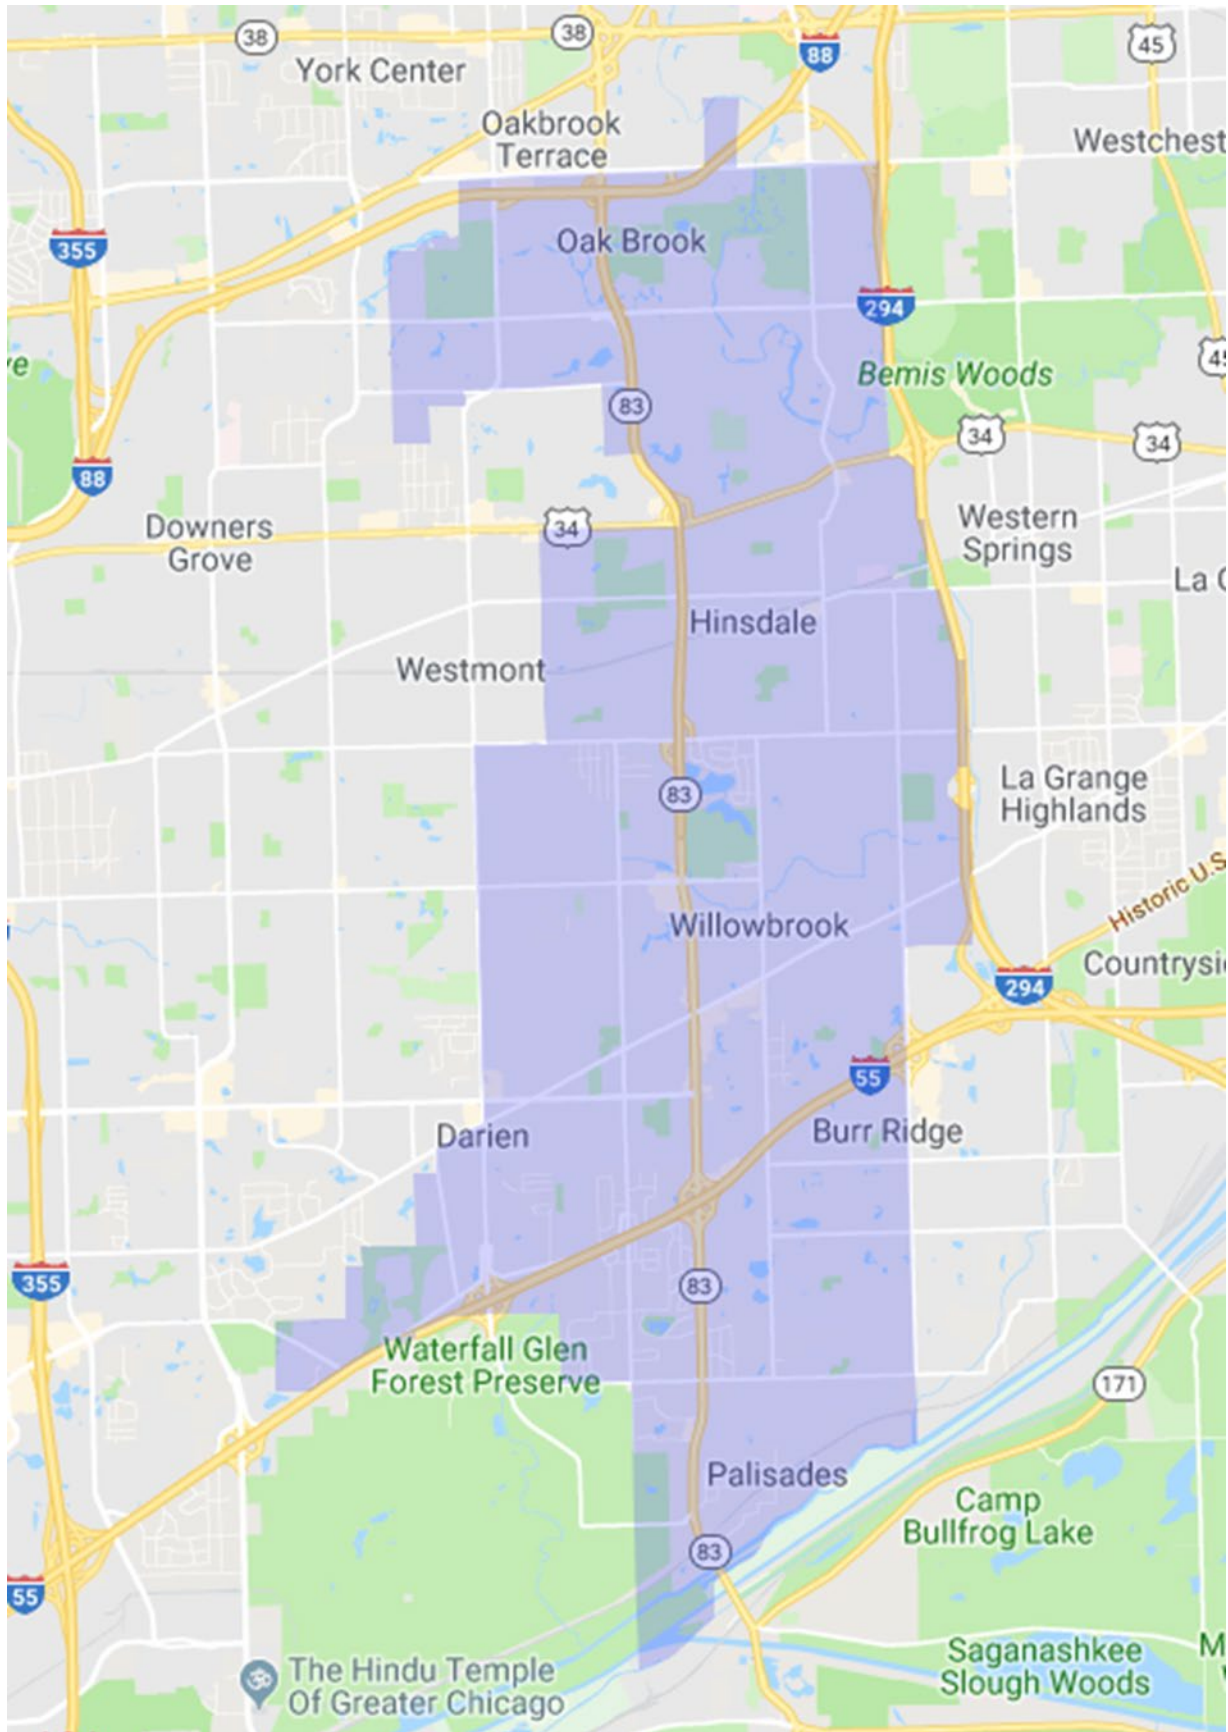 38
38
88
45
York Center
Oakbrook
Terrace
Westchest
355
Oak Brook
294
Bemis Woods
83
34
34
88
34
Downers
Grove
Western
Springs
La
Hinsdale
Westmont
83
La Grange
Highlands
Historic U.S
Willowbrook
Countrysi
294
55
Darien
Burr Ridge
355
83
Waterfall Glen
Forest Preserve
171
Palisades
Camp
Bullfrog Lake
83
55
The Hindu Temple
Of Greater Chicago
Saganashkee
Slough Woods
M